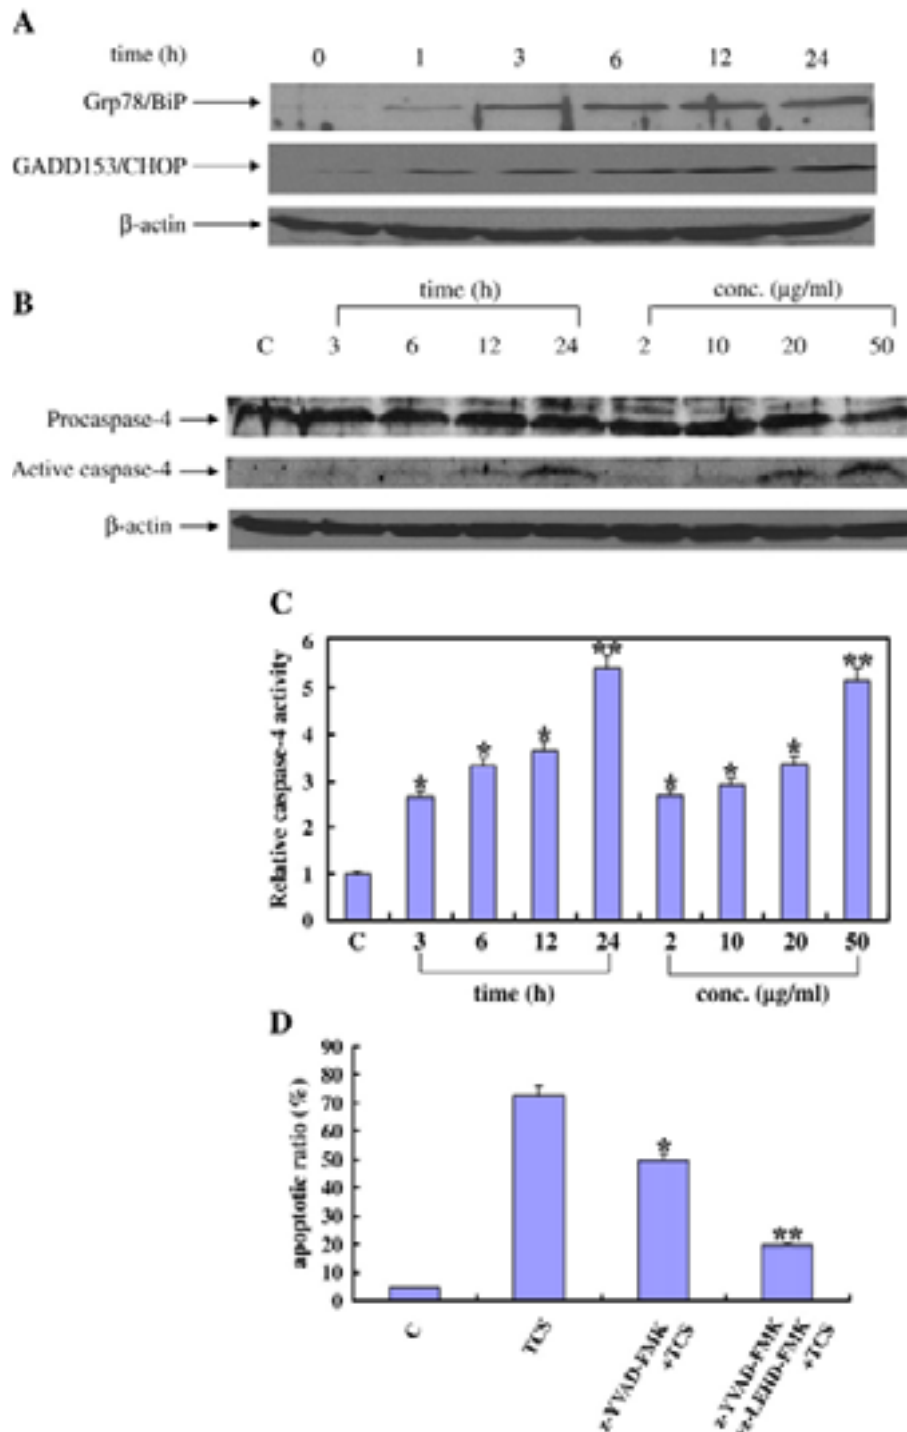 A
time (h) 0 1 3 6 12 24
Grp78/BiP
GADD153/CHOP
β-actin
B
time (h) conc. (μg/ml)
C 3 6 12 24 2 10 20 50
Procaspase-4
Active caspase-4
β-actin
C
Relative caspase-4 activity
6
5
4
3
2
1
0
** ** * * * * * *
C 3 6 12 24 2 10 20 50
time (h) conc. (μg/ml)
D
apoptotic ratio (%)
90
80
70
60
50
40
30
20
10
0
*
**
C
TCS
z-YVAD-FMK
+TCS
z-YVAD-FMK
+z-LEHD-FMK
+TCS